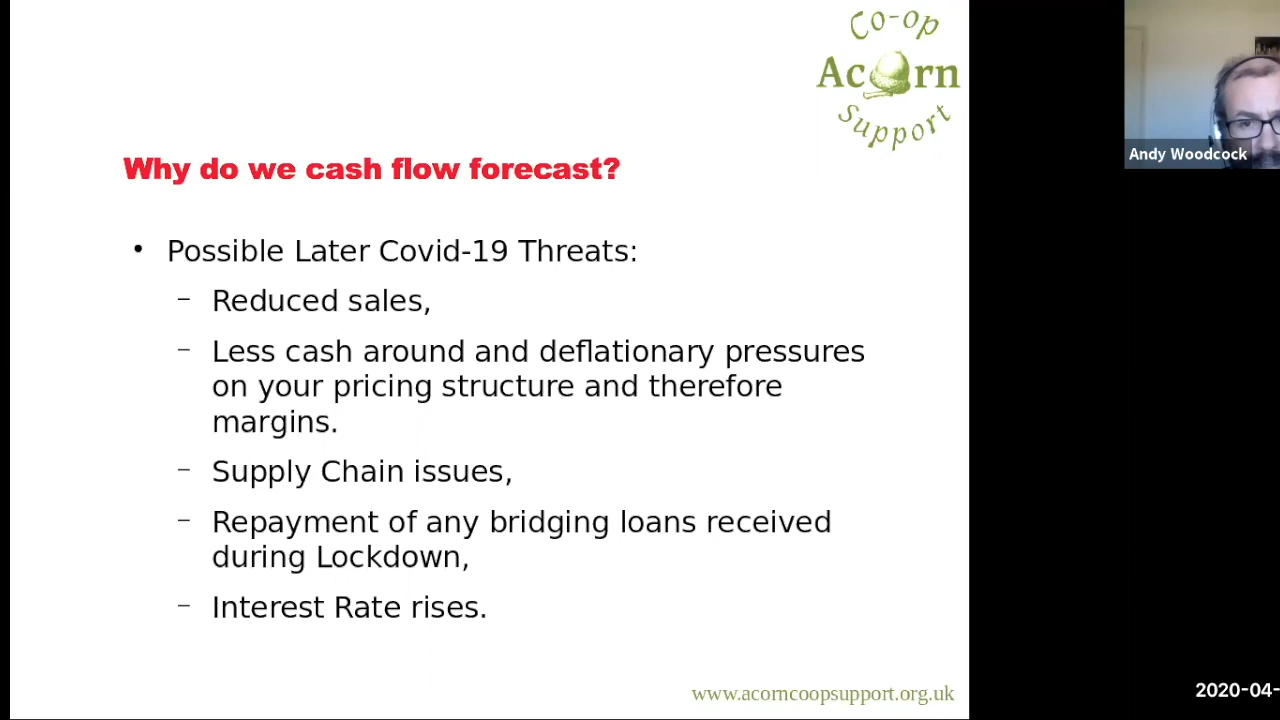 Co-op
Acorn
Support
Andy Woodcock
Why do we cash flow forecast?
• Possible Later Covid-19 Threats:
– Reduced sales,
– Less cash around and deflationary pressures
on your pricing structure and therefore
margins.
– Supply Chain issues,
– Repayment of any bridging loans received
during Lockdown,
– Interest Rate rises.
www.acorncoopsupport.org.uk
2020-04-